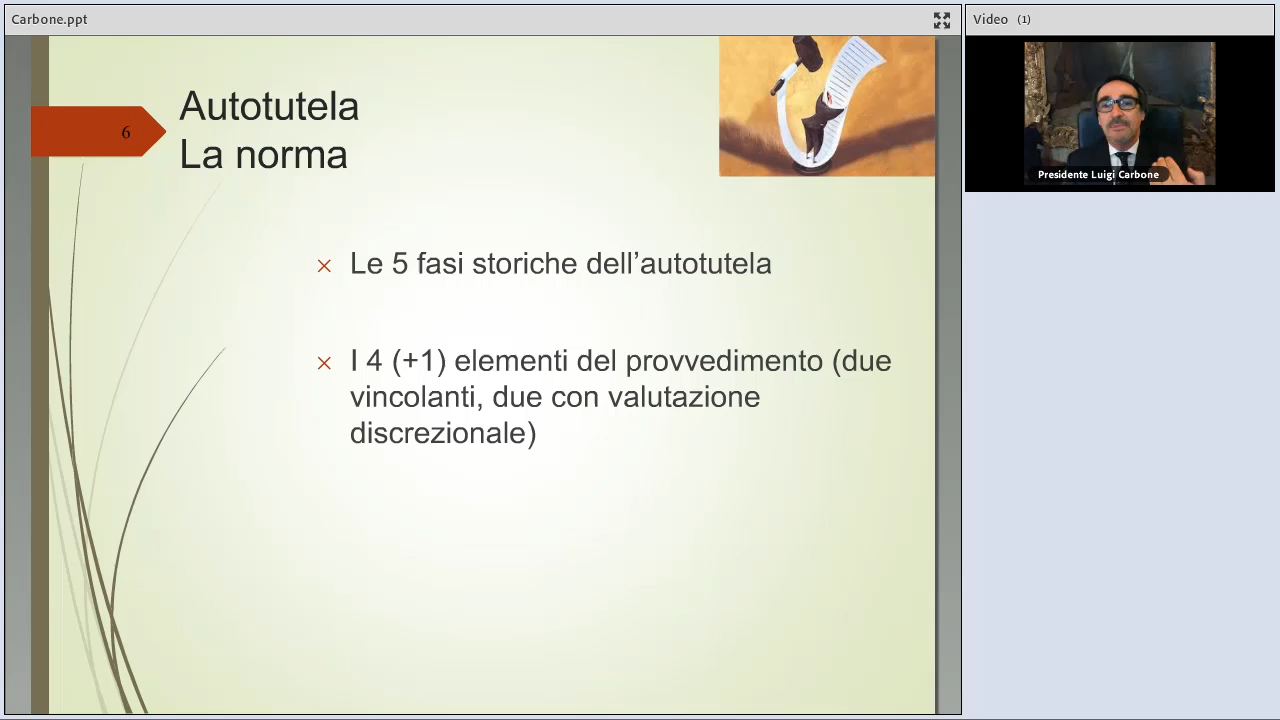 Carbone.ppt
Video (1)
6
Autotutela
La norma
× Le 5 fasi storiche dell’autotutela
× I 4 (+1) elementi del provvedimento (due
vincolanti, due con valutazione
discrezionale)
Presidente Luigi Carbone